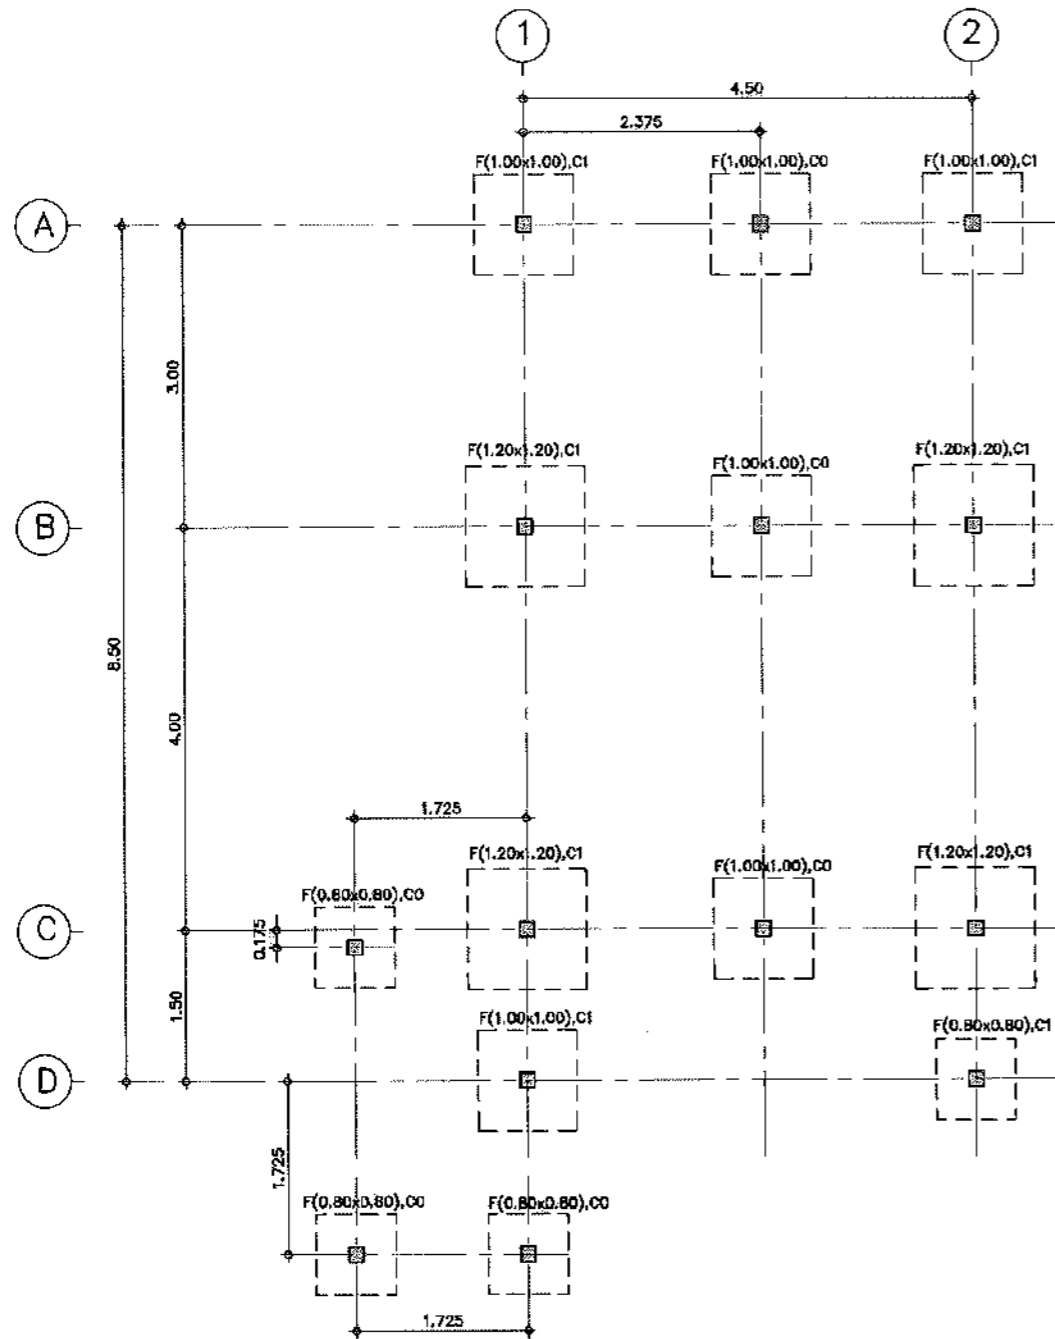 1
2
4.50
2.375
F(1.00x1.00),C1
F(1.00x1.00),C0
F(1.00x1.00),C1
A
3.00
F(1.20x1.20),C1
F(1.00x1.00),C0
F(1.20x1.20),C1
B
8.50
4.00
1.725
F(1.20x1.20),C1
F(1.00x1.00),C0
F(1.20x1.20),C1
F(0.80x0.80),C0
C
0.175
1.50
F(1.00x1.00),C1
F(0.80x0.80),C1
D
1.725
F(0.80x0.80),C0
F(0.80x0.80),C0
1.725